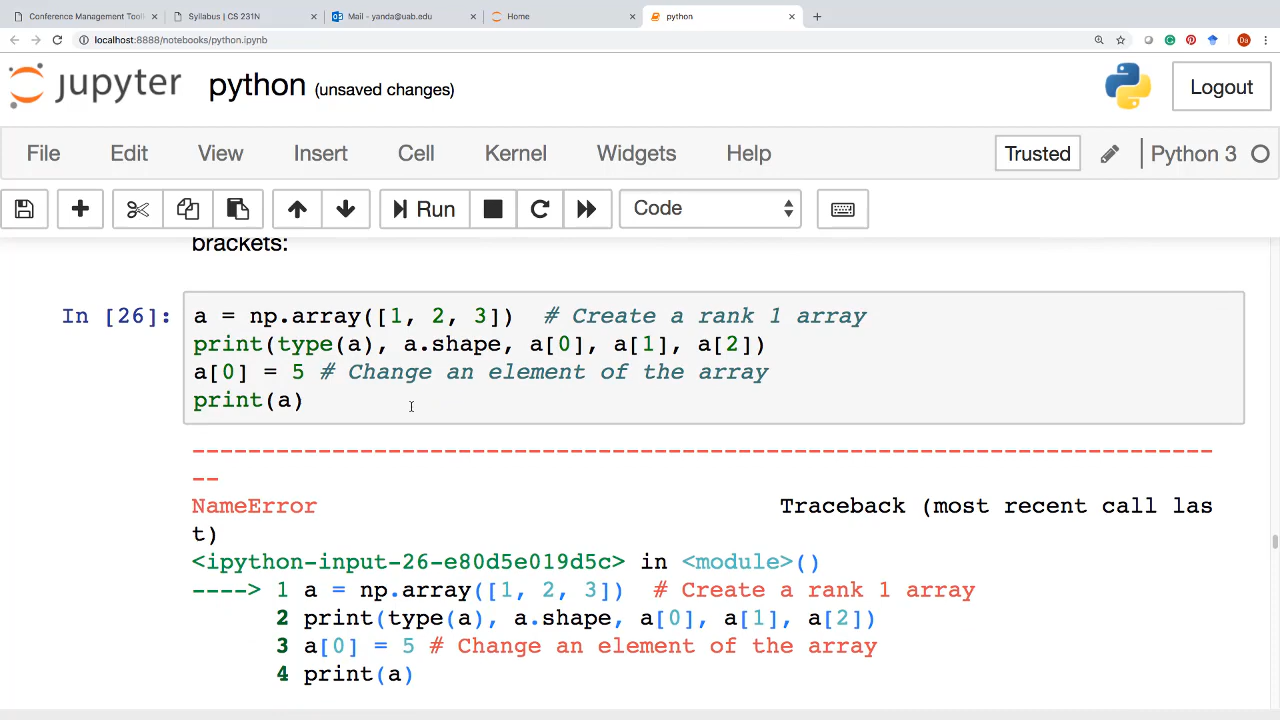 Conference Management Tool
Syllabus | CS 231N
Mail - yanda@uab.edu
Home
python
localhost:8888/notebooks/python.ipynb
Da
jupyter python (unsaved changes)
Logout
File Edit View Insert Cell Kernel Widgets Help
Trusted
Python 3
Run
Code
brackets:
In [26]: a = np.array([1, 2, 3])  # Create a rank 1 array
print(type(a), a.shape, a[0], a[1], a[2])
a[0] = 5 # Change an element of the array
print(a)
---------------------------------------------------------------------------
--
NameError Traceback (most recent call las
t)
<ipython-input-26-e80d5e019d5c> in <module>()
----> 1 a = np.array([1, 2, 3])  # Create a rank 1 array
2 print(type(a), a.shape, a[0], a[1], a[2])
3 a[0] = 5 # Change an element of the array
4 print(a)